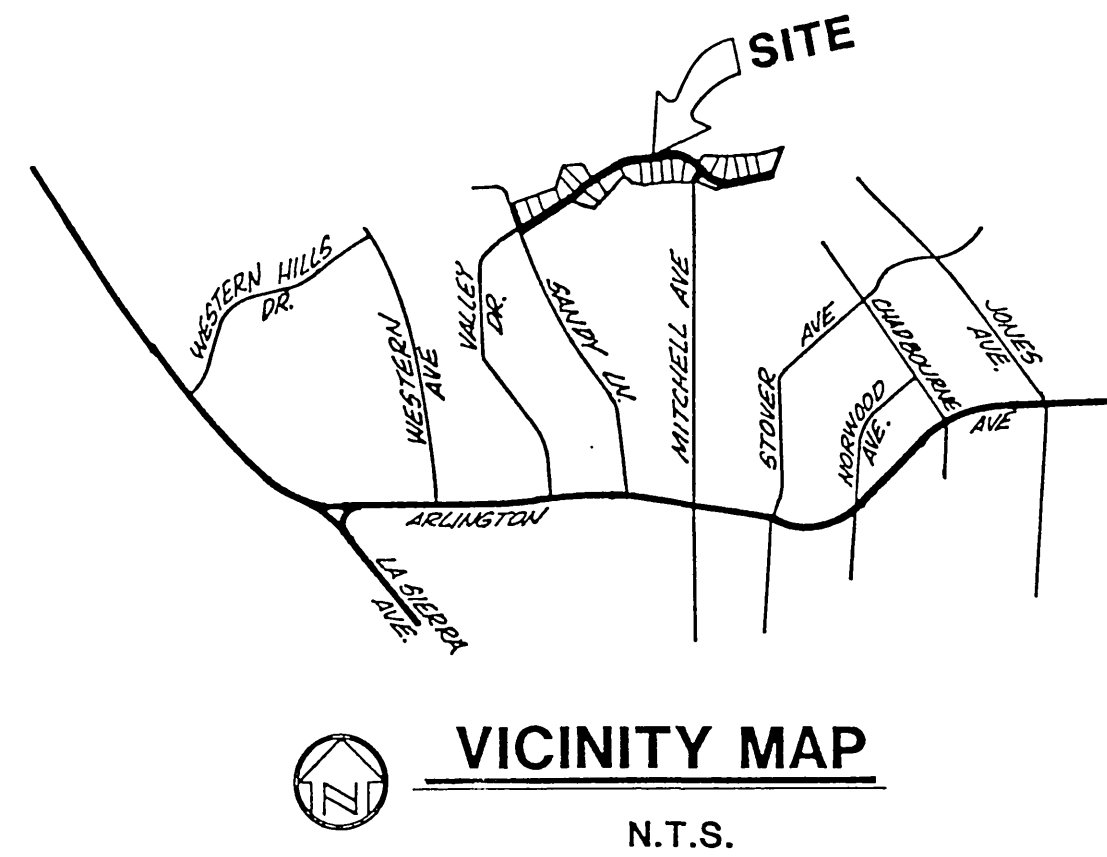 SITE
WESTERN HILLS
DR.
WESTERN
AVE
VALLEY
DR.
SANDY LN.
MITCHELL AVE
STOVER
AVE
CHADBOURNE
NORWOOD
AVE.
JONES
AVE.
ARLINGTON
AVE
LA SIERRA
AVE.
N
VICINITY MAP
N.T.S.